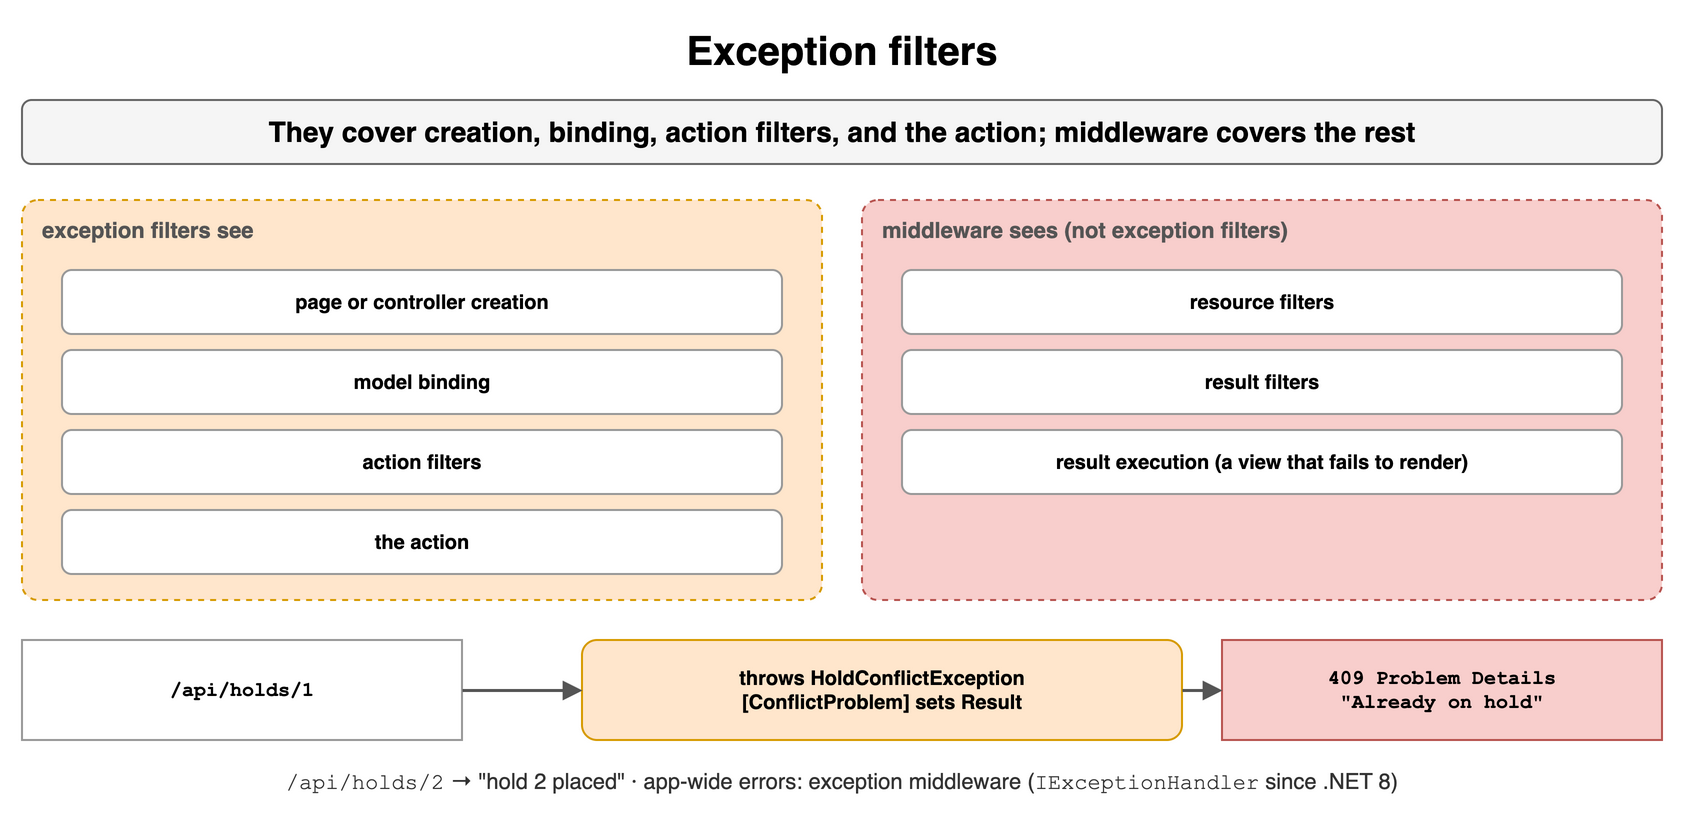 Exception filters
They cover creation, binding, action filters, and the action; middleware covers the rest
exception filters see
page or controller creation
model binding
action filters
the action
middleware sees (not exception filters)
resource filters
result filters
result execution (a view that fails to render)
/api/holds/1
throws HoldConflictException
[ConflictProblem] sets Result
409 Problem Details
"Already on hold"
/api/holds/2 → "hold 2 placed" · app-wide errors: exception middleware (IExceptionHandler since .NET 8)